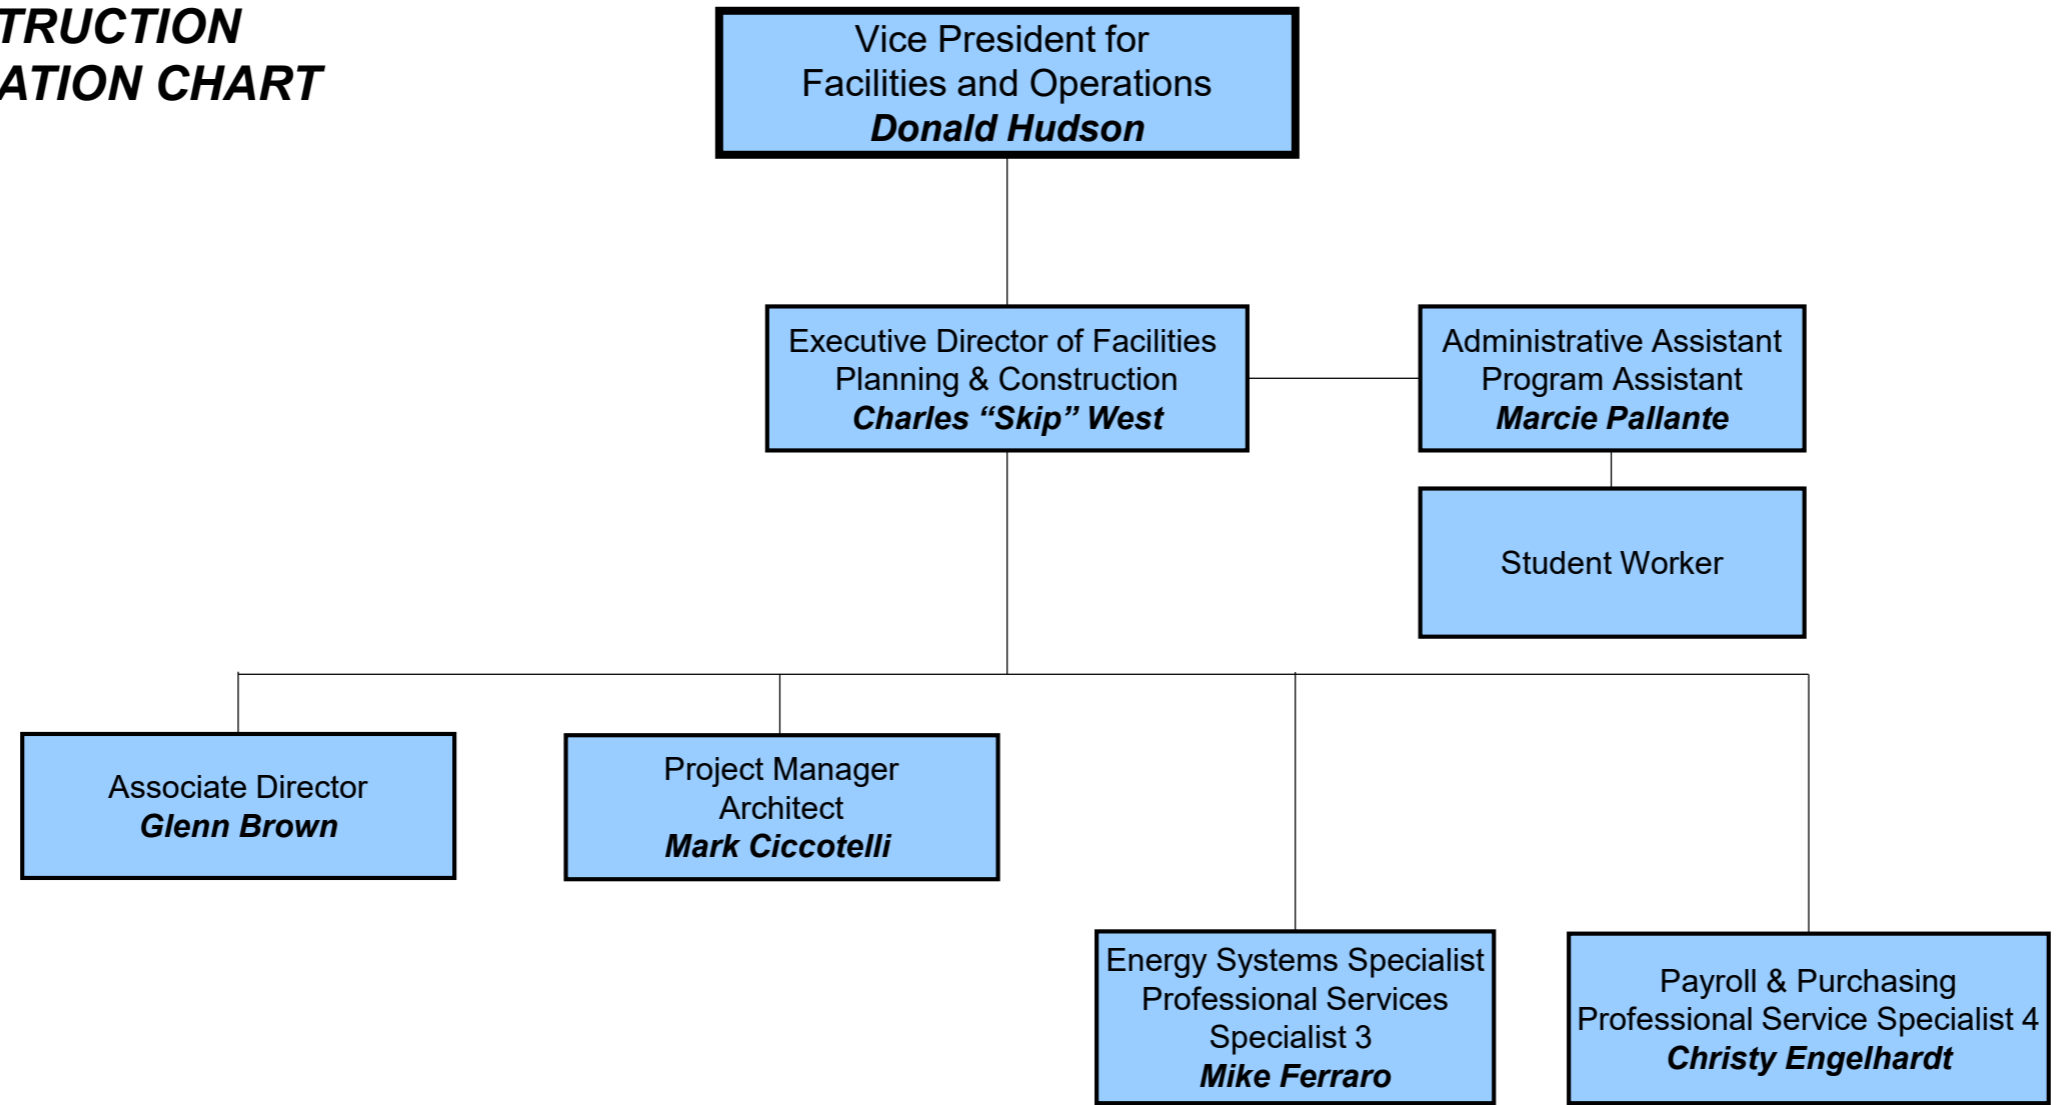 TRUCTION
ATION CHART
Vice President for
Facilities and Operations
Donald Hudson
Executive Director of Facilities
Planning & Construction
Charles “Skip” West
Administrative Assistant
Program Assistant
Marcie Pallante
Student Worker
Associate Director
Glenn Brown
Project Manager
Architect
Mark Ciccotelli
Energy Systems Specialist
Professional Services
Specialist 3
Mike Ferraro
Payroll & Purchasing
Professional Service Specialist 4
Christy Engelhardt